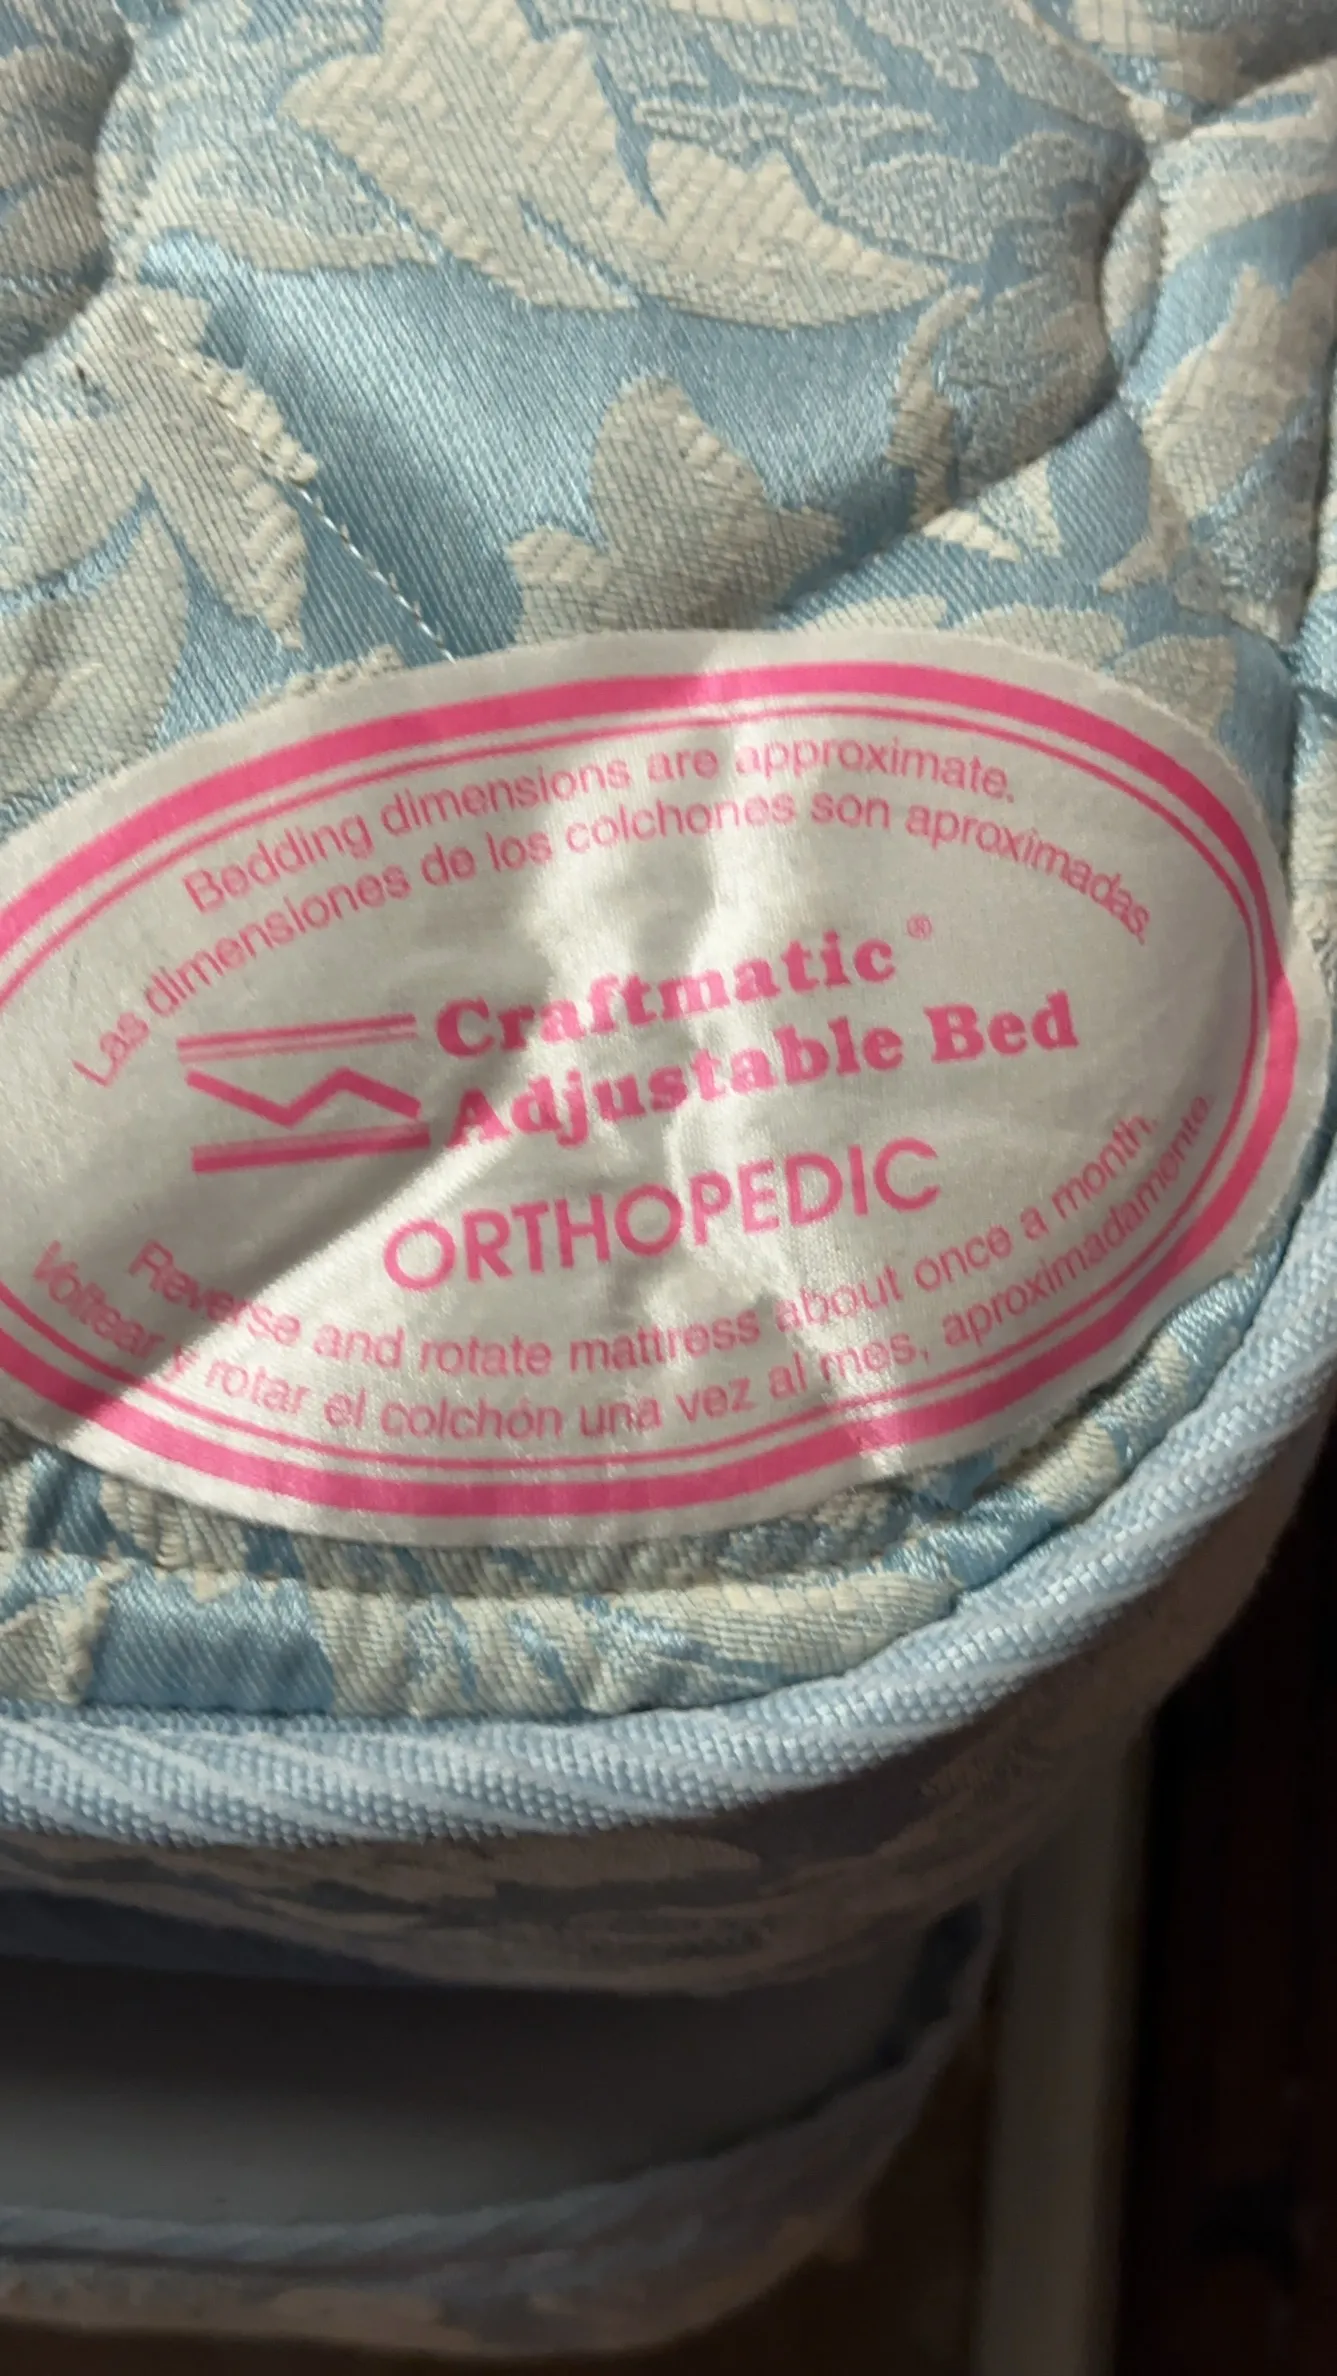 Bedding dimensions are approximate.
Las dimensiones de los colchones son aproximadas.
Craftmatic®
Adjustable Bed
ORTHOPEDIC
Reverse and rotate mattress about once a month.
Voltear y rotar el colchón una vez al mes, aproximadamente.